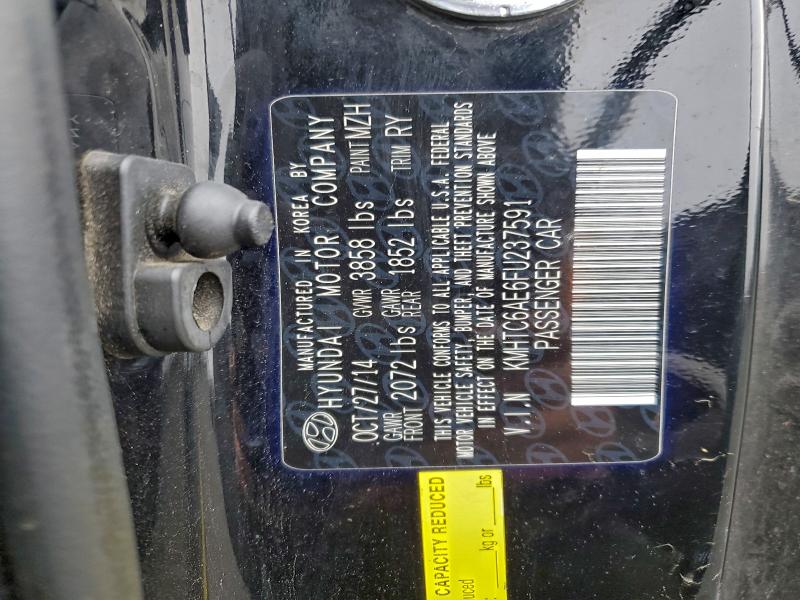 MANUFACTURED IN KOREA BY
HYUNDAI MOTOR COMPANY
OCT/27/14 GVWR 3858 lbs PAINT MZH
GAWR FRONT 2072 lbs GAWR REAR 1852 lbs TRIM RY
THIS VEHICLE CONFORMS TO ALL APPLICABLE U.S.A. FEDERAL
MOTOR VEHICLE SAFETY, BUMPER, AND THEFT PREVENTION STANDARDS
IN EFFECT ON THE DATE OF MANUFACTURE SHOWN ABOVE
V.I.N KMHTC6AE6FU237591
PASSENGER CAR
CAPACITY REDUCED
kg or lbs